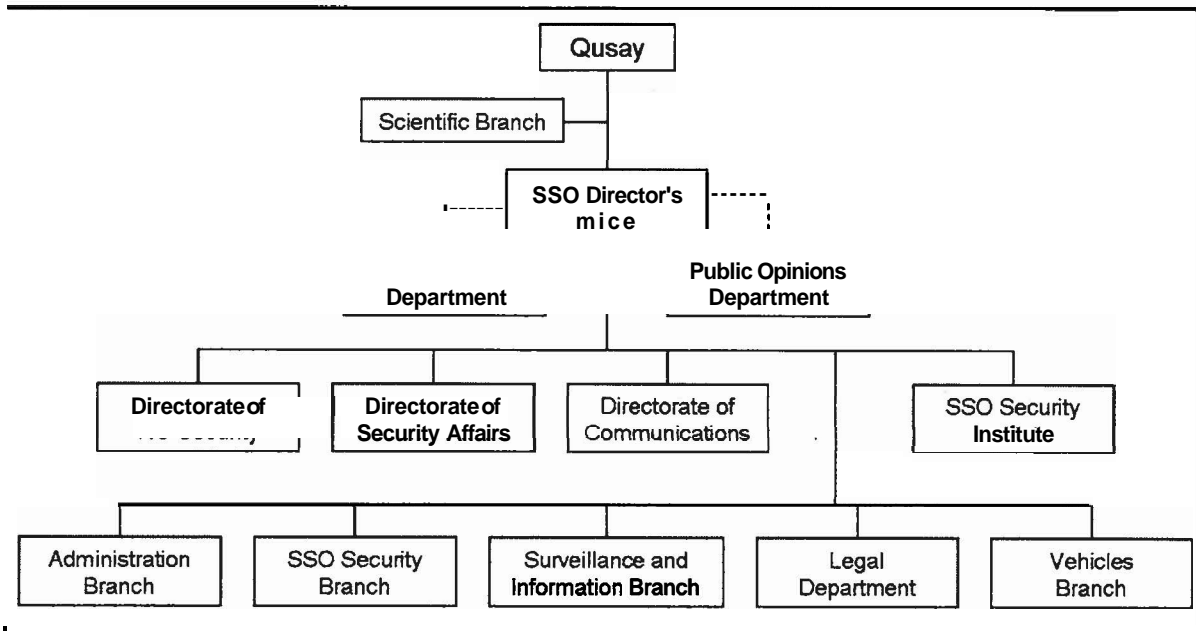 Qusay
Scientific Branch
SSO Director's
mice
Department
Public Opinions
Department
Directorate of
Directorate of
Security Affairs
Directorate of
Communications
SSO Security
Institute
Administration
Branch
SSO Security
Branch
Surveillance and
Information Branch
Legal
Department
Vehicles
Branch